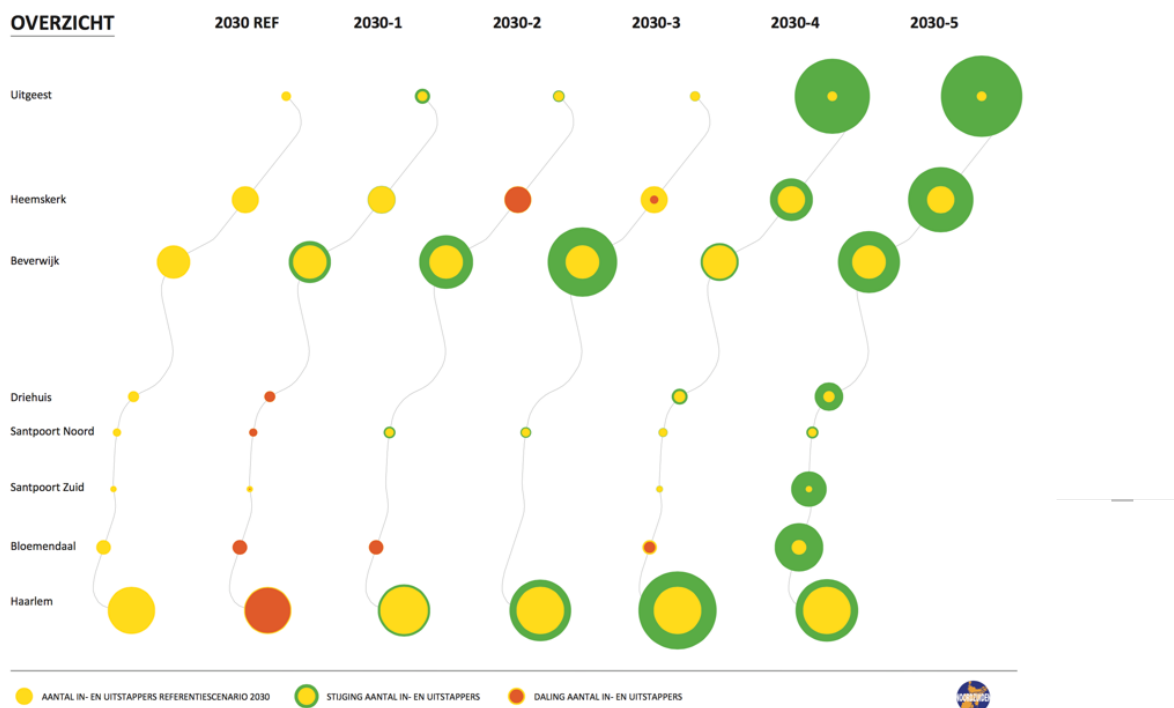 OVERZICHT 2030 REF 2030-1 2030-2 2030-3 2030-4 2030-5
Uitgeest
Heemskerk
Beverwijk
Driehuis
Santpoort Noord
Santpoort Zuid
Bloemendaal
Haarlem
AANTAL IN- EN UITSTAPPERS REFERENTIESCENARIO 2030 STIJGING AANTAL IN- EN UITSTAPPERS DALING AANTAL IN- EN UITSTAPPERS